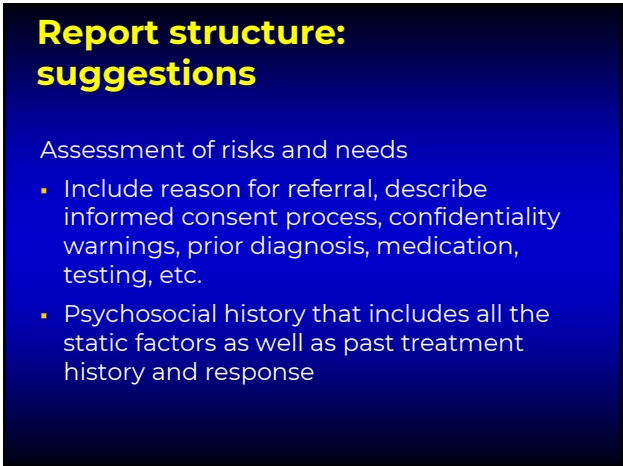 Report structure:
suggestions
Assessment of risks and needs
▪ Include reason for referral, describe
informed consent process, confidentiality
warnings, prior diagnosis, medication,
testing, etc.
▪ Psychosocial history that includes all the
static factors as well as past treatment
history and response